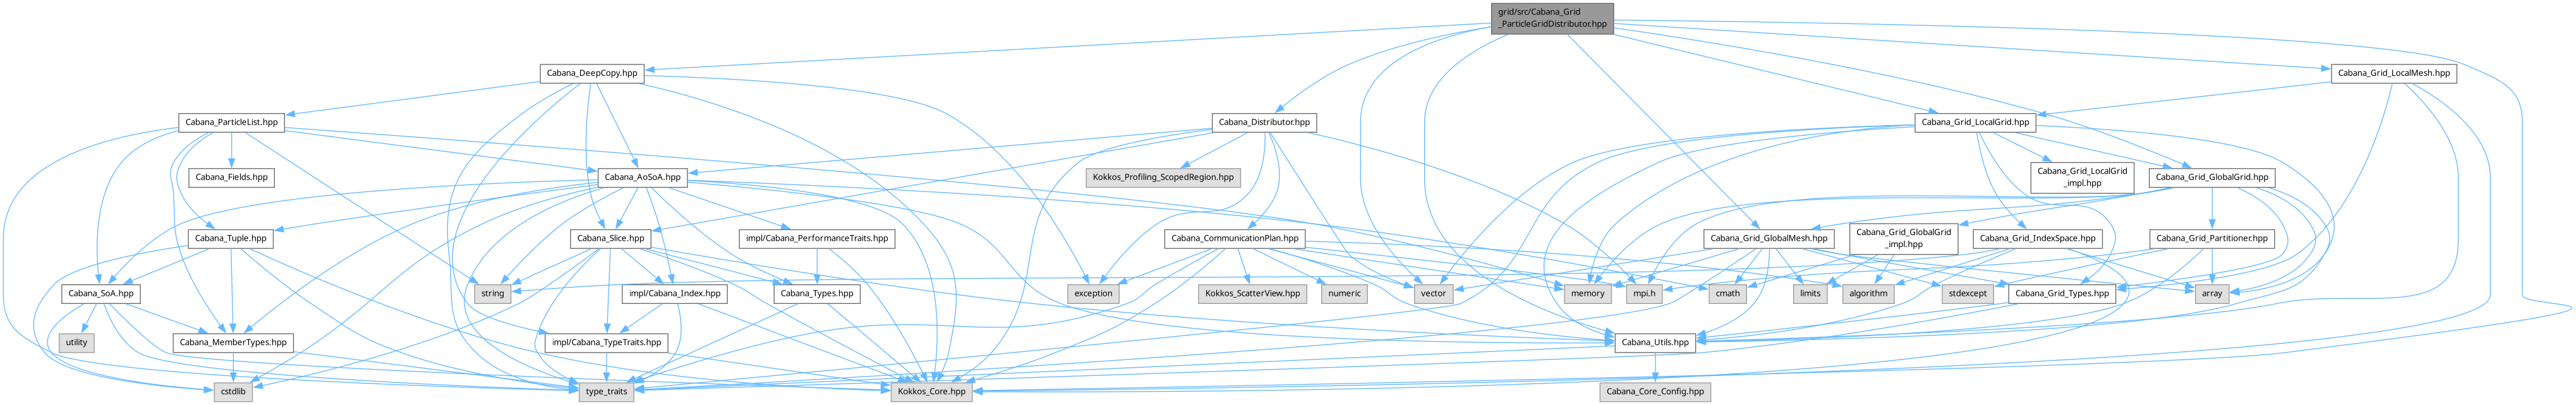 grid/src/Cabana_Grid
_ParticleGridDistributor.hpp
Cabana_DeepCopy.hpp
Cabana_Grid_LocalMesh.hpp
Cabana_ParticleList.hpp
Cabana_Distributor.hpp
Cabana_Grid_LocalGrid.hpp
Cabana_Fields.hpp
Cabana_AoSoA.hpp
Kokkos_Profiling_ScopedRegion.hpp
Cabana_Grid_LocalGrid
_impl.hpp
Cabana_Grid_GlobalGrid.hpp
Cabana_Tuple.hpp
Cabana_Slice.hpp
impl/Cabana_PerformanceTraits.hpp
Cabana_CommunicationPlan.hpp
Cabana_Grid_GlobalMesh.hpp
Cabana_Grid_GlobalGrid
_impl.hpp
Cabana_Grid_IndexSpace.hpp
Cabana_Grid_Partitioner.hpp
Cabana_SoA.hpp
string
impl/Cabana_Index.hpp
Cabana_Types.hpp
exception
Kokkos_ScatterView.hpp
numeric
vector
memory
mpi.h
cmath
limits
algorithm
stdexcept
Cabana_Grid_Types.hpp
array
utility
Cabana_MemberTypes.hpp
impl/Cabana_TypeTraits.hpp
Cabana_Utils.hpp
cstdlib
type_traits
Kokkos_Core.hpp
Cabana_Core_Config.hpp